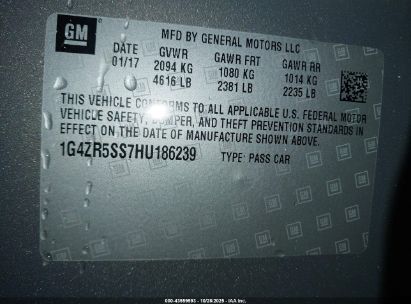 GM
MFD BY GENERAL MOTORS LLC
DATE GVWR GAWR FRT GAWR RR
01/17 2094 KG 1080 KG 1014 KG
4616 LB 2381 LB 2235 LB
THIS VEHICLE CONFORMS TO ALL APPLICABLE U.S. FEDERAL MOTOR
VEHICLE SAFETY, BUMPER, AND THEFT PREVENTION STANDARDS IN
EFFECT ON THE DATE OF MANUFACTURE SHOWN ABOVE.
1G4ZR5SS7HU186239 TYPE: PASS CAR